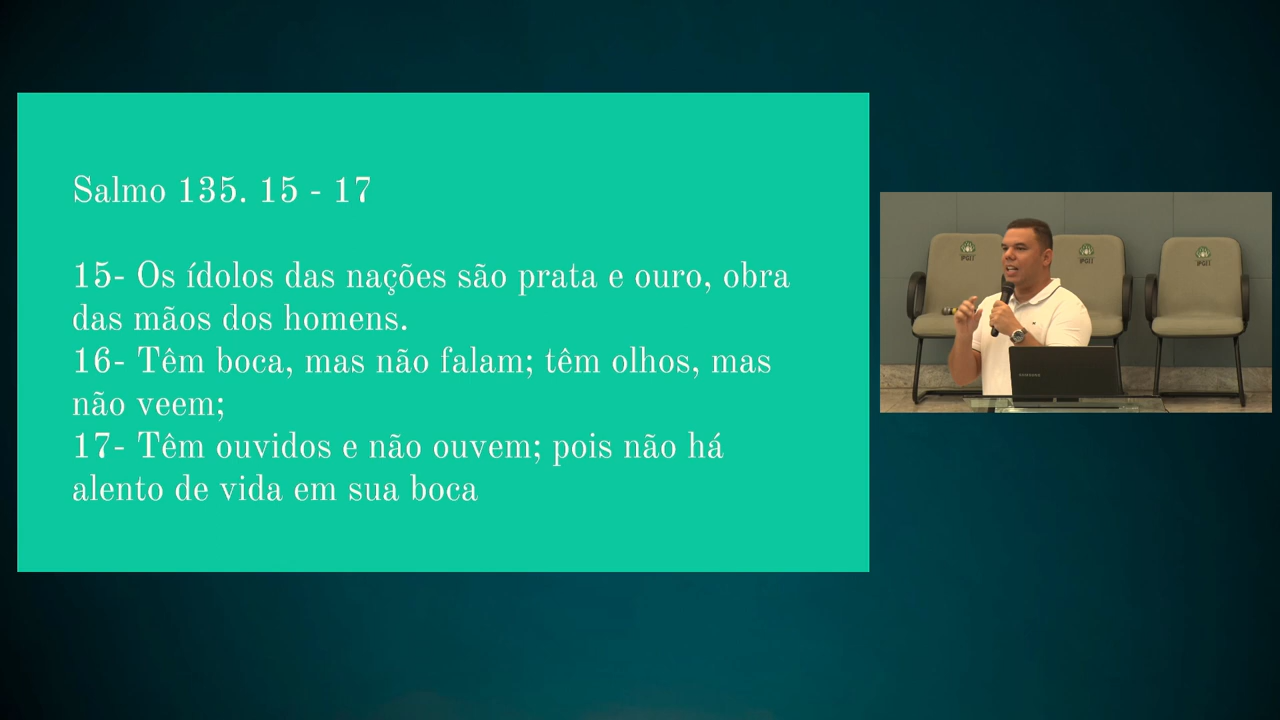 Salmo 135. 15 - 17
15- Os ídolos das nações são prata e ouro, obra
das mãos dos homens.
16- Têm boca, mas não falam; têm olhos, mas
não veem;
17- Têm ouvidos e não ouvem; pois não há
alento de vida em sua boca
SAMSUNG